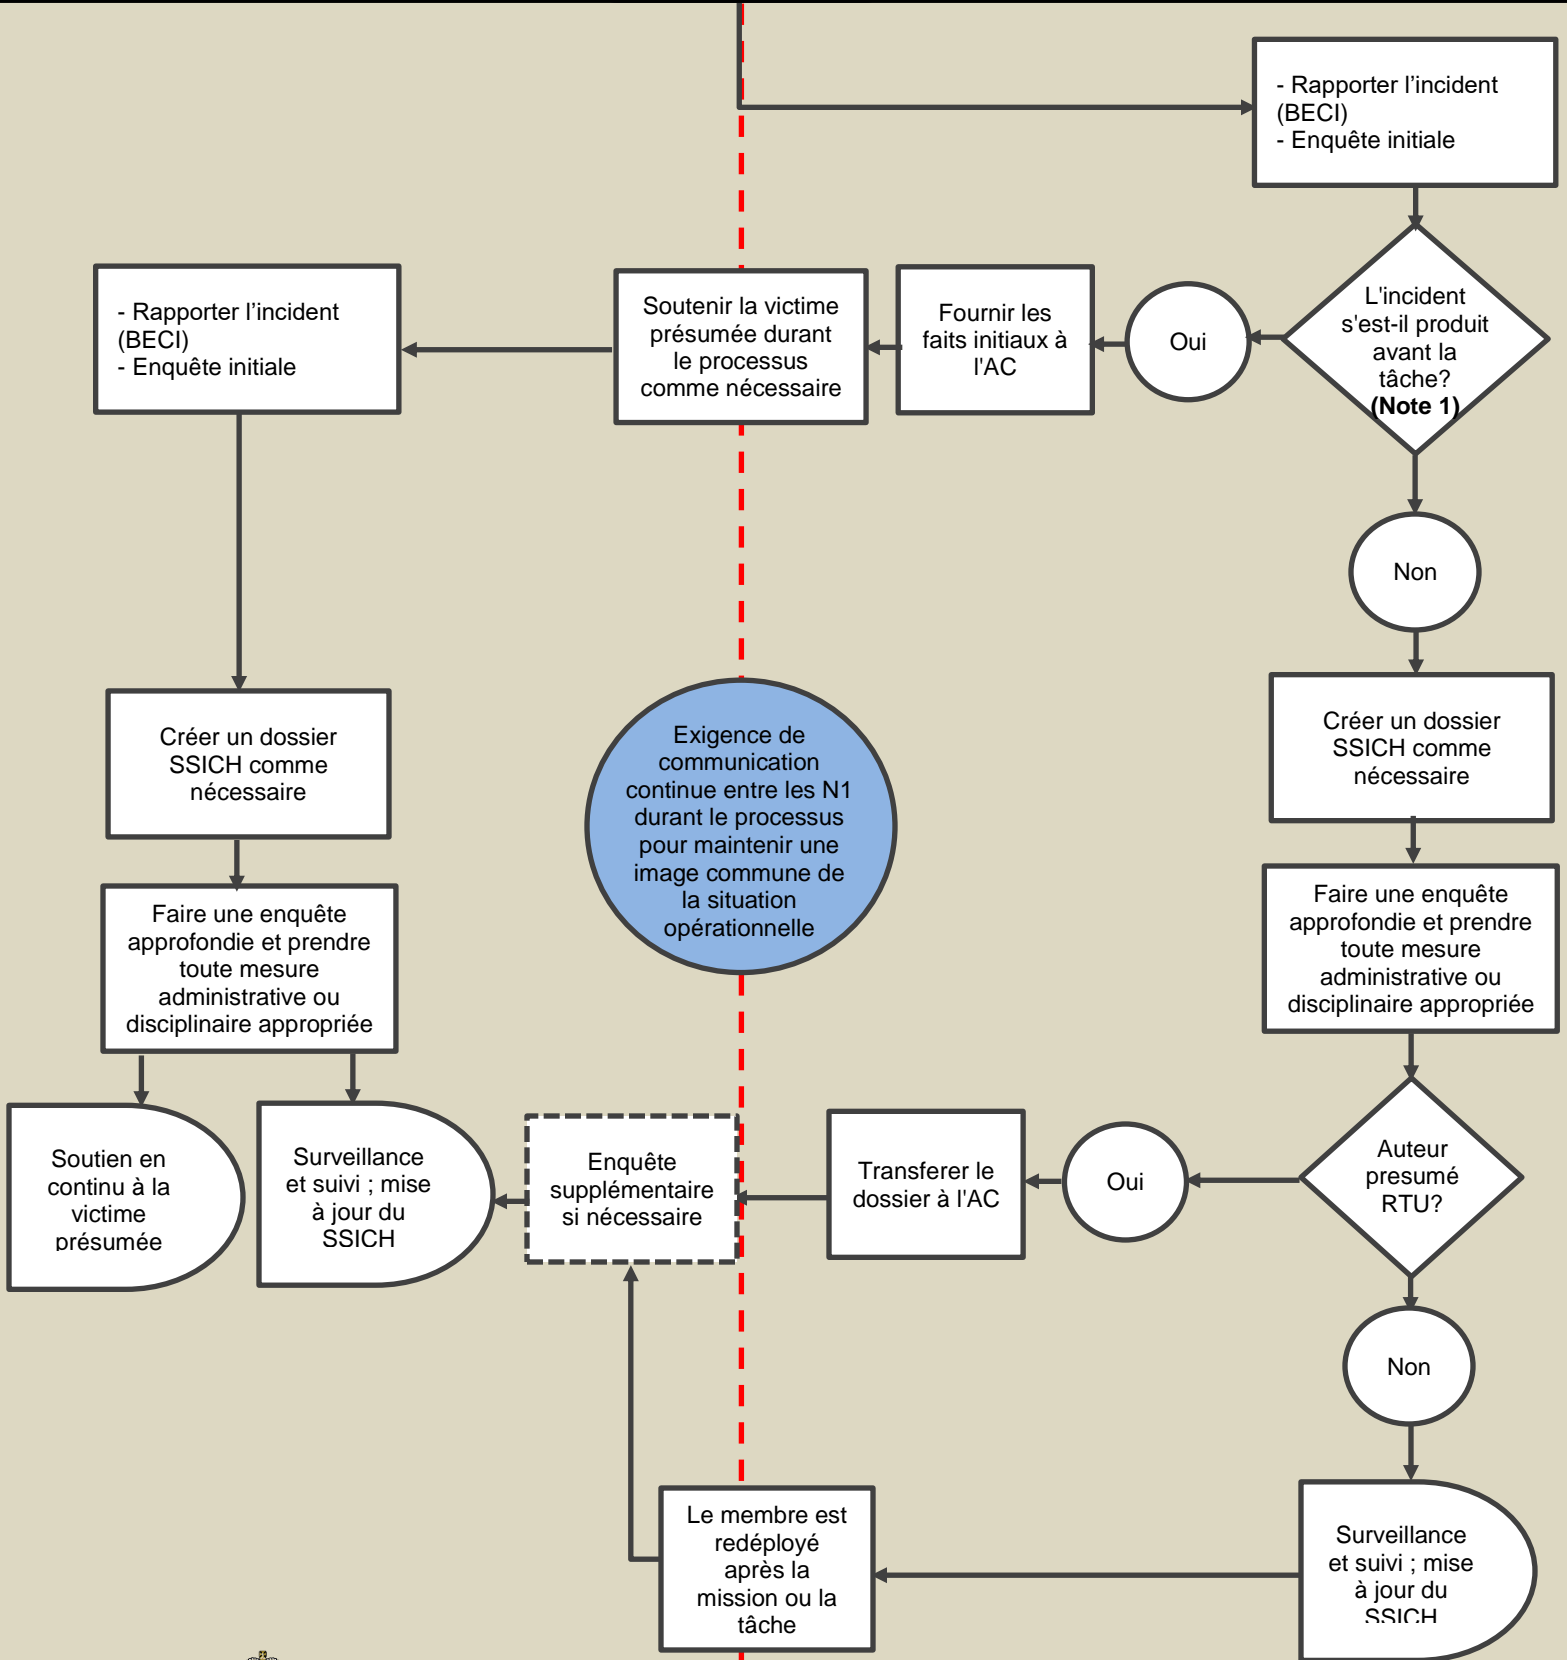 - Rapporter l’incident
(BECI)
- Enquête initiale
L'incident
s'est-il produit
avant la
tâche?
(Note 1)
Oui
Fournir les
faits initiaux à
l'AC
Soutenir la victime
présumée durant
le processus
comme nécessaire
- Rapporter l’incident
(BECI)
- Enquête initiale
Non
Créer un dossier
SSICH comme
nécessaire
Exigence de
communication
continue entre les N1
durant le processus
pour maintenir une
image commune de
la situation
opérationnelle
Créer un dossier
SSICH comme
nécessaire
Faire une enquête
approfondie et prendre
toute mesure
administrative ou
disciplinaire appropriée
Faire une enquête
approfondie et prendre
toute mesure
administrative ou
disciplinaire appropriée
Soutien en
continu à la
victime
présumée
Surveillance
et suivi ; mise
à jour du
SSICH
Enquête
supplémentaire
si nécessaire
Transferer le
dossier à l'AC
Oui
Auteur
presumé
RTU?
Non
Le membre est
redéployé
après la
mission ou la
tâche
Surveillance
et suivi ; mise
à jour du
SSICH